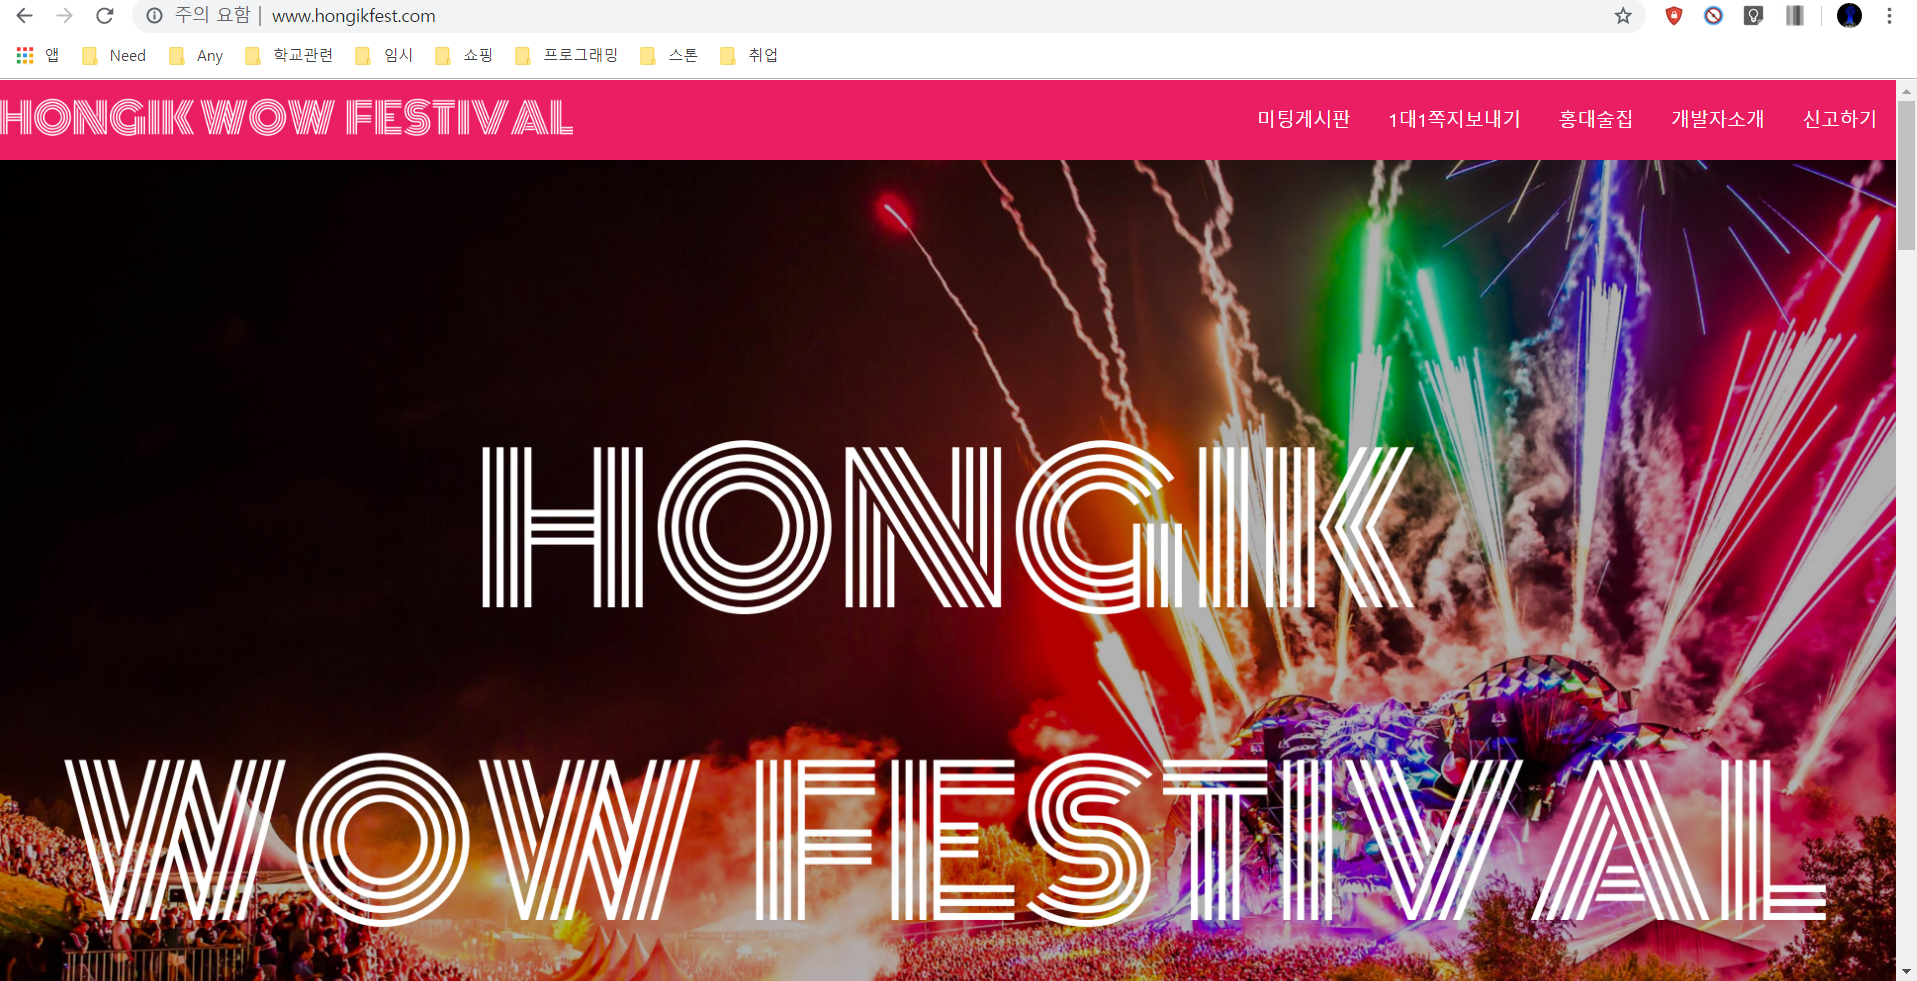 주의 요함 | www.hongikfest.com
앱 Need Any 학교관련 임시 쇼핑 프로그래밍 스톤 취업
HONGIK WOW FESTIVAL 미팅게시판 1대1쪽지보내기 홍대술집 개발자소개 신고하기
HONGIK
WOW FESTIVAL